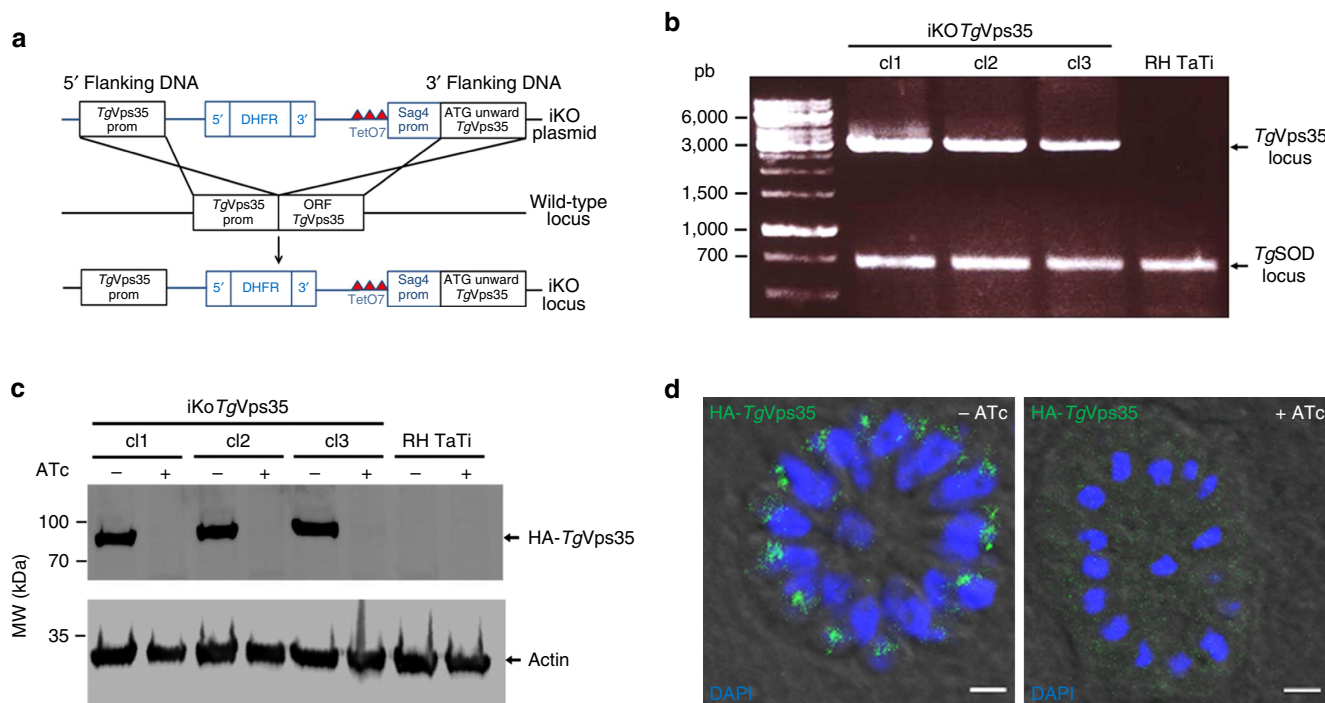 a
5′ Flanking DNA
3′ Flanking DNA
TgVps35
prom
5′ DHFR 3′
TetO7
Sag4
prom
ATG unward
TgVps35
iKO
plasmid
TgVps35
prom
ORF
TgVps35
Wild-type
locus
TgVps35
prom
5′ DHFR 3′
TetO7
Sag4
prom
ATG unward
TgVps35
iKO
locus
b
iKOTgVps35
pb cl1 cl2 cl3 RH TaTi
6,000
3,000
1,500
1,000
700
TgVps35
locus
TgSOD
locus
c
iKoTgVps35
cl1 cl2 cl3 RH TaTi
ATc – + – + – + – +
MW (kDa)
100
70
35
HA-TgVps35
Actin
d
HA-TgVps35 – ATc
DAPI
HA-TgVps35 + ATc
DAPI